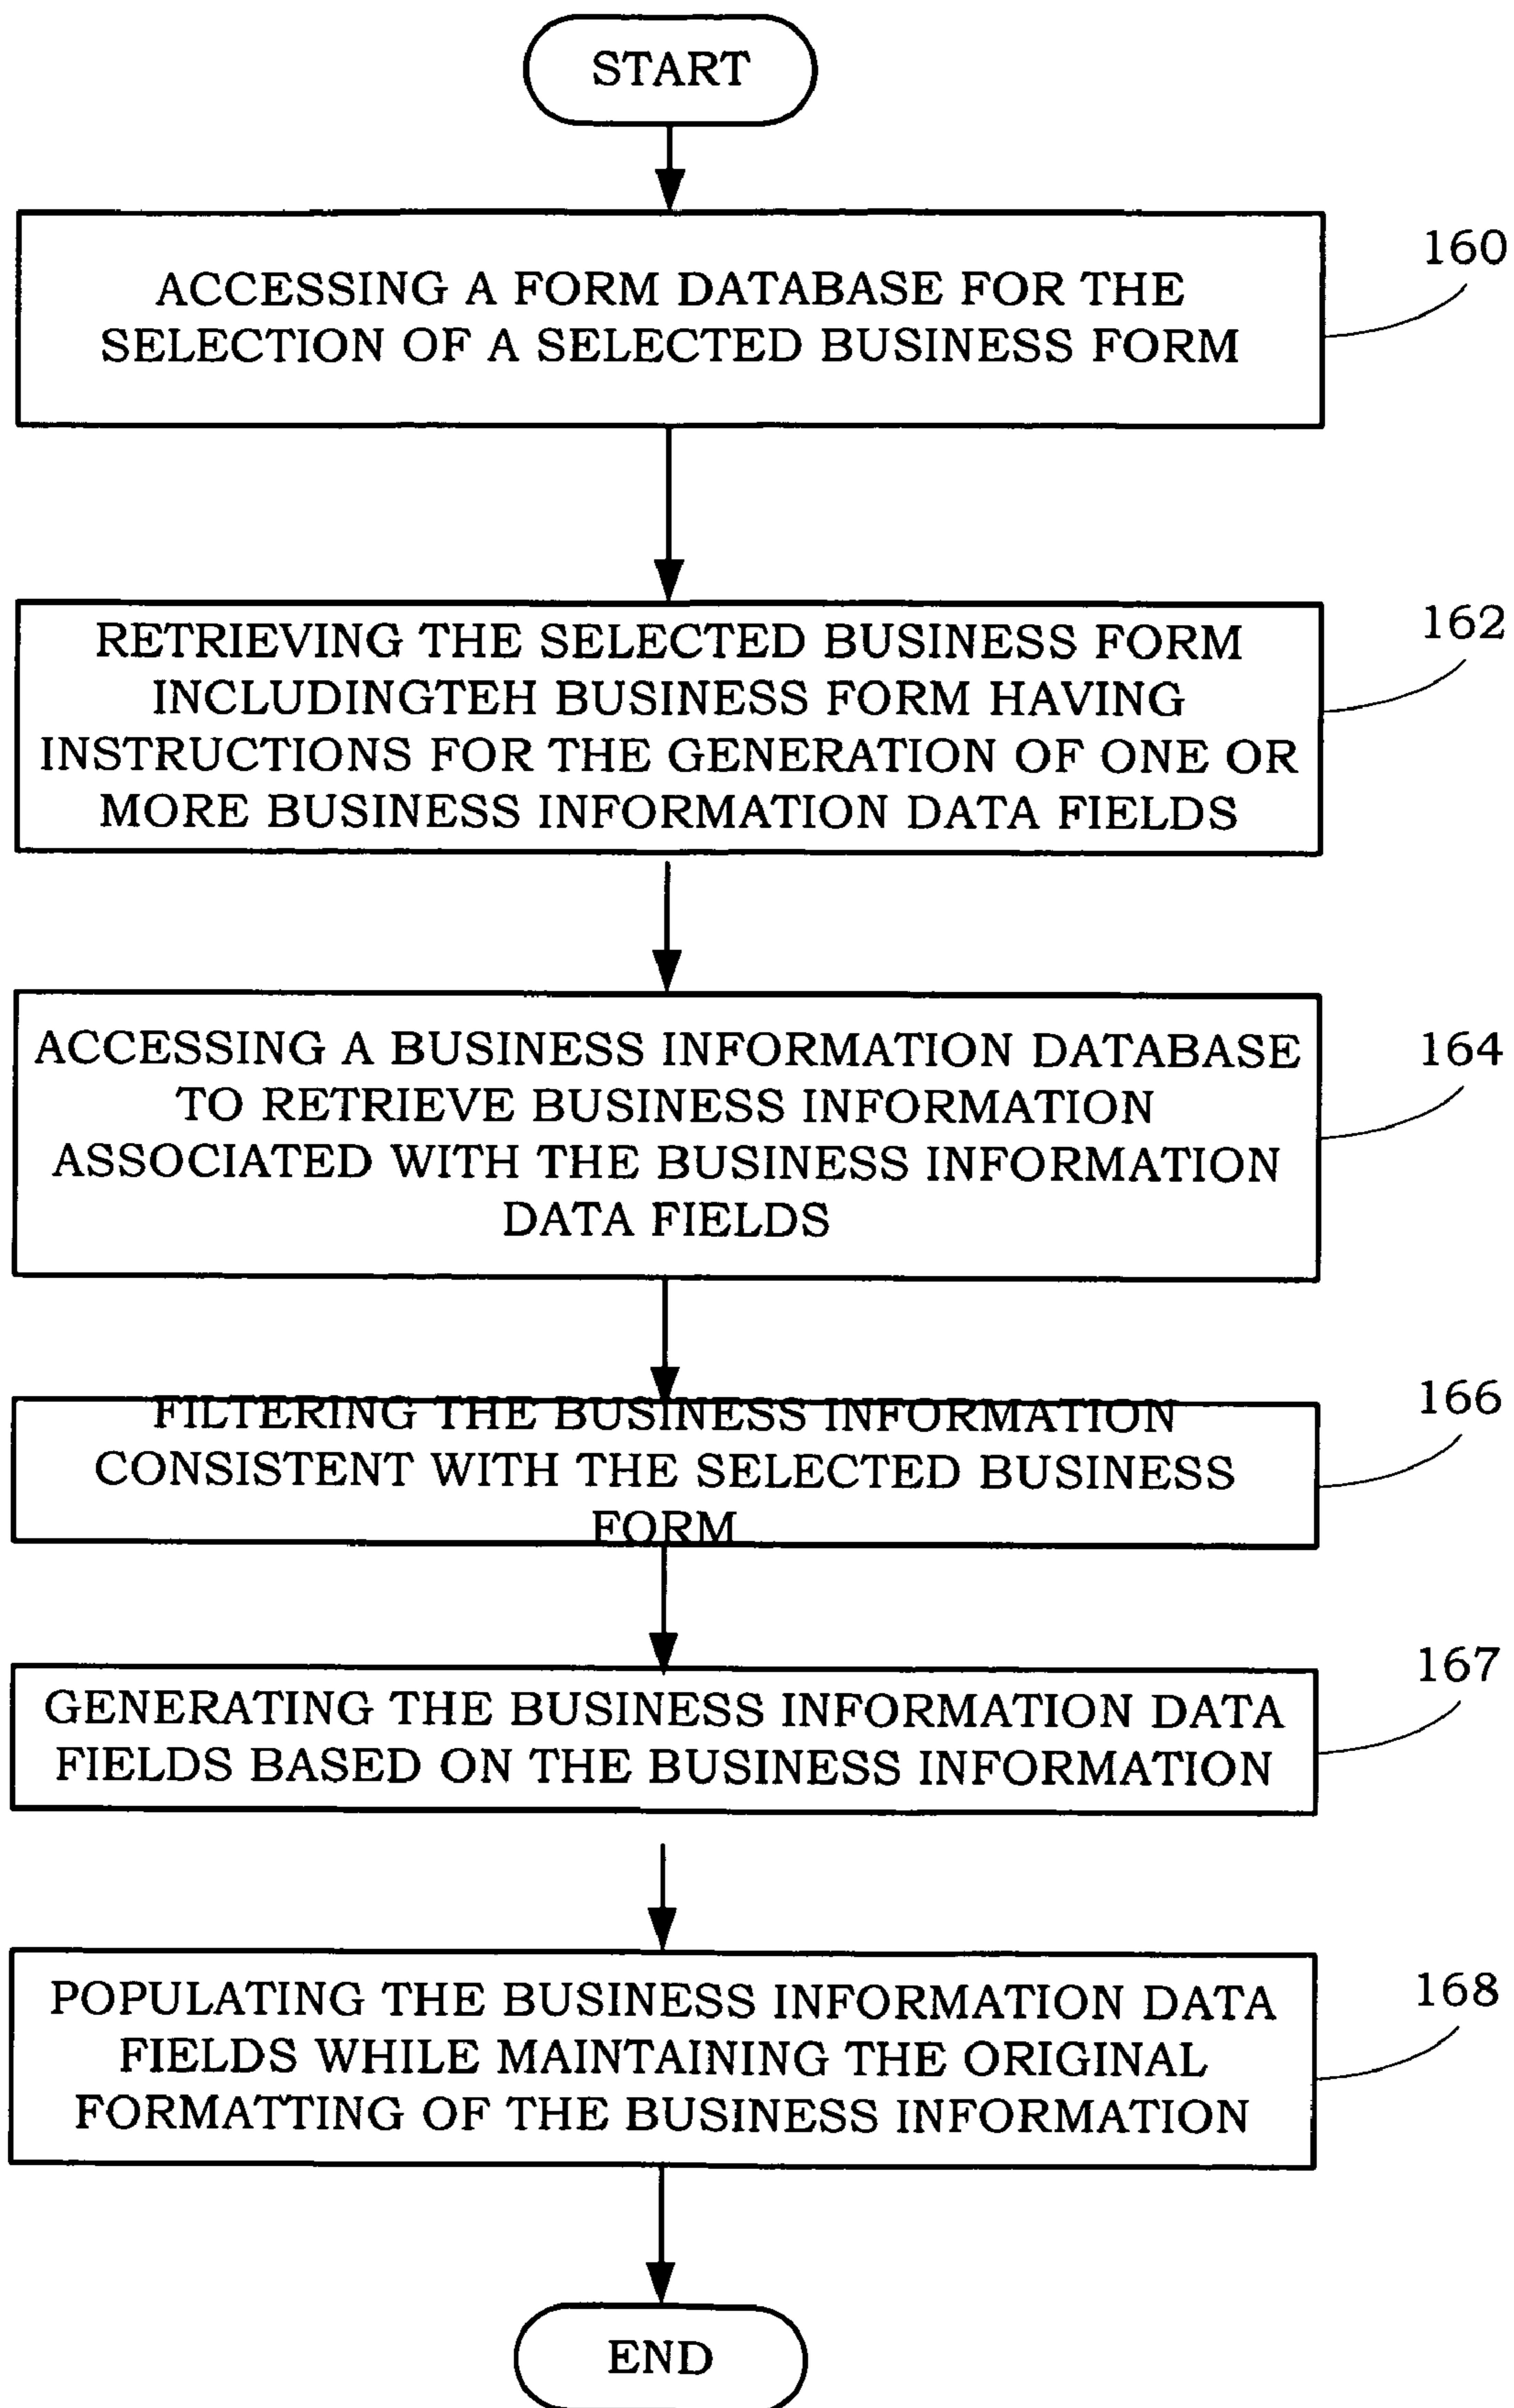 START
ACCESSING A FORM DATABASE FOR THE
SELECTION OF A SELECTED BUSINESS FORM
160
RETRIEVING THE SELECTED BUSINESS FORM
INCLUDINGTEH BUSINESS FORM HAVING
INSTRUCTIONS FOR THE GENERATION OF ONE OR
MORE BUSINESS INFORMATION DATA FIELDS
162
ACCESSING A BUSINESS INFORMATION DATABASE
TO RETRIEVE BUSINESS INFORMATION
ASSOCIATED WITH THE BUSINESS INFORMATION
DATA FIELDS
164
FILTERING THE BUSINESS INFORMATION
CONSISTENT WITH THE SELECTED BUSINESS
FORM
166
GENERATING THE BUSINESS INFORMATION DATA
FIELDS BASED ON THE BUSINESS INFORMATION
167
POPULATING THE BUSINESS INFORMATION DATA
FIELDS WHILE MAINTAINING THE ORIGINAL
FORMATTING OF THE BUSINESS INFORMATION
168
END